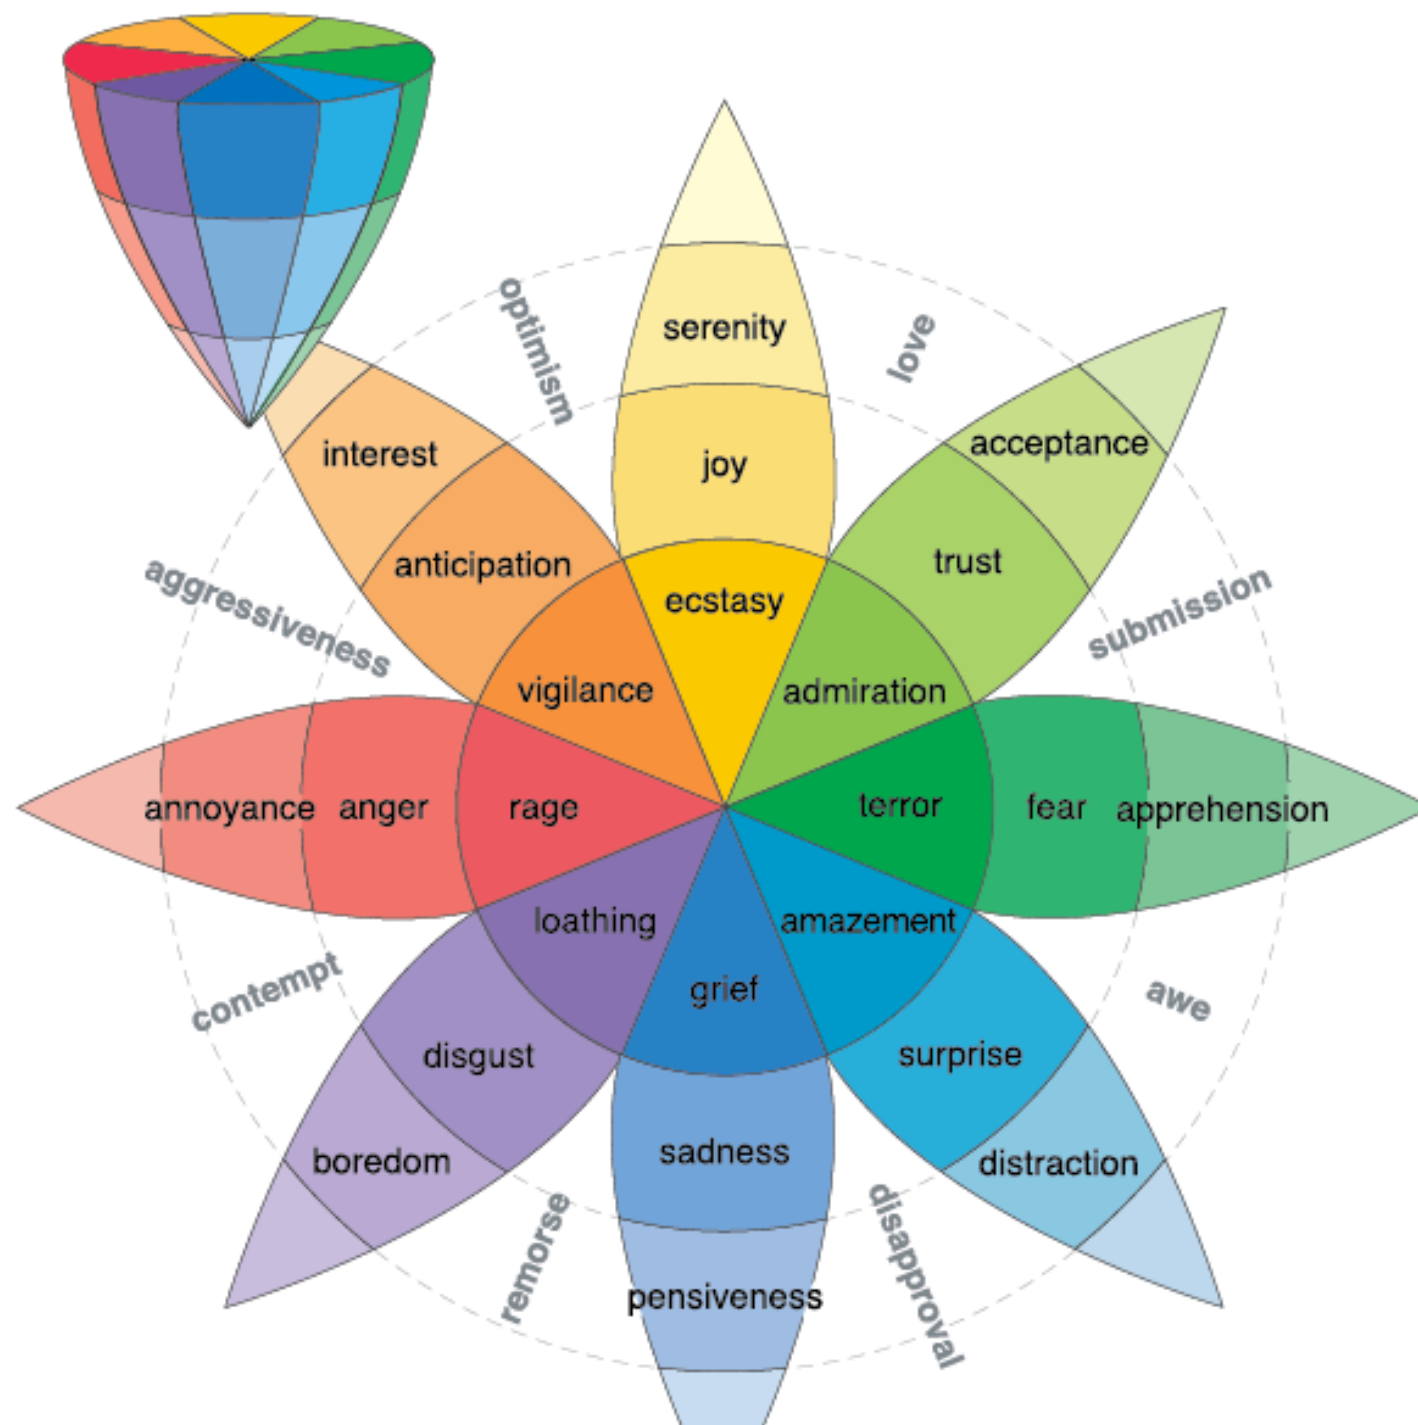 optimism
love
serenity
interest
joy
acceptance
anticipation
trust
aggressiveness
ecstasy
submission
vigilance
admiration
annoyance
anger
rage
terror
fear
apprehension
loathing
amazement
contempt
grief
awe
disgust
surprise
boredom
sadness
distraction
remorse
disapproval
pensiveness